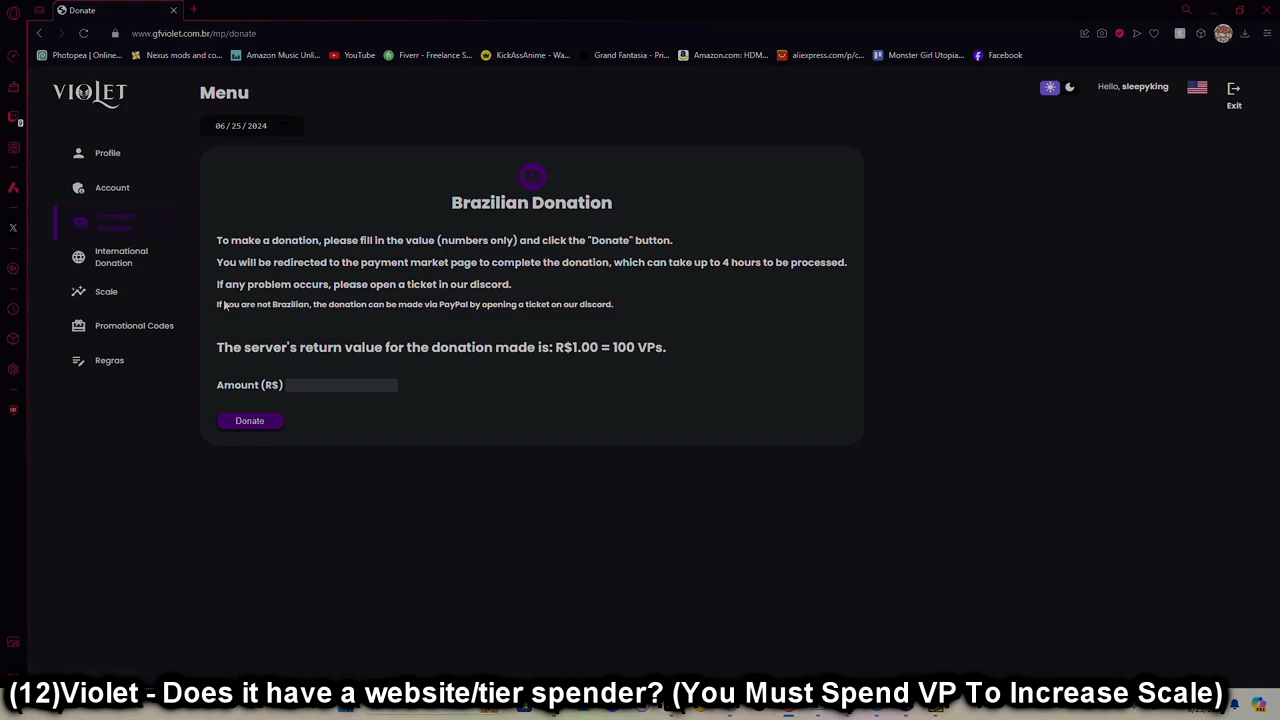 Donate
www.gfviolet.com.br/mp/donate
Photopea | Online... Nexus mods and co... Amazon Music Unli... YouTube Fiverr - Freelance S... KickAssAnime - Wa... Grand Fantasia - Pri... Amazon.com: HDM... aliexpress.com/p/c... Monster Girl Utopia... Facebook
VIOLET
Menu
Hello, sleepyking
Exit
06/25/2024
Profile
Account
Donation
International
Donation
Scale
Promotional Codes
Regras
Brazilian Donation
To make a donation, please fill in the value (numbers only) and click the "Donate" button.
You will be redirected to the payment market page to complete the donation, which can take up to 4 hours to be processed.
If any problem occurs, please open a ticket in our discord.
If you are not Brazilian, the donation can be made via PayPal by opening a ticket on our discord.
The server's return value for the donation made is: R$1.00 = 100 VPs.
Amount (R$)
Donate
(12)Violet - Does it have a website/tier spender? (You Must Spend VP To Increase Scale)